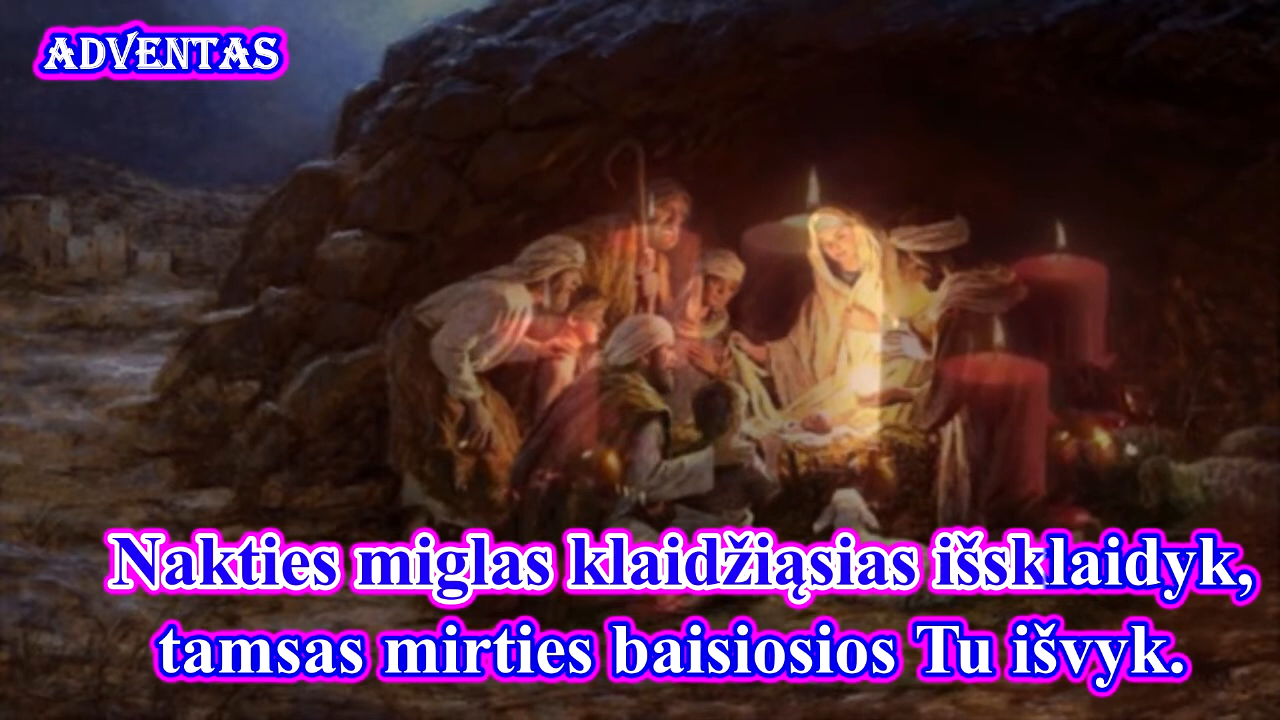 ADVENTAS
Nakties miglas klaidžiąsias išsklaidyk,
tamsas mirties baisiosios Tu išvyk.